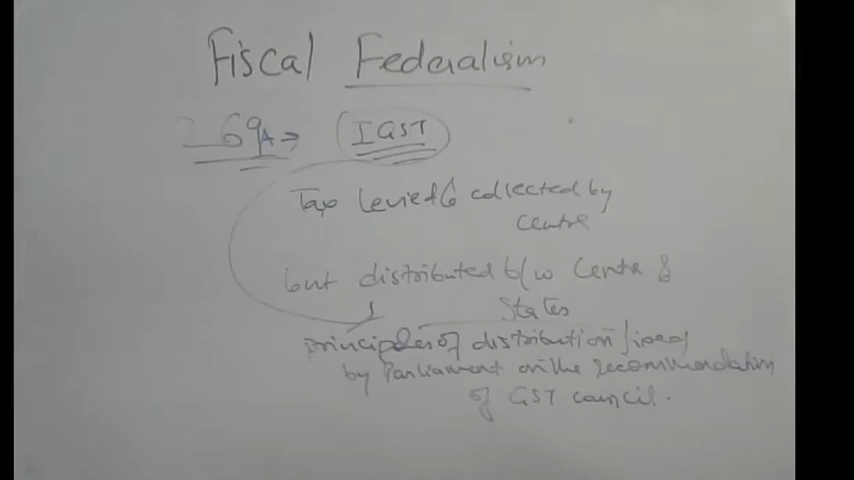 Fiscal Federalism
269A ⇒ IGST
Tax levied & collected by
Centre
but distributed b/w Centre &
States
principles of distribution fixed
by Parliament on the recommendation
of GST council.